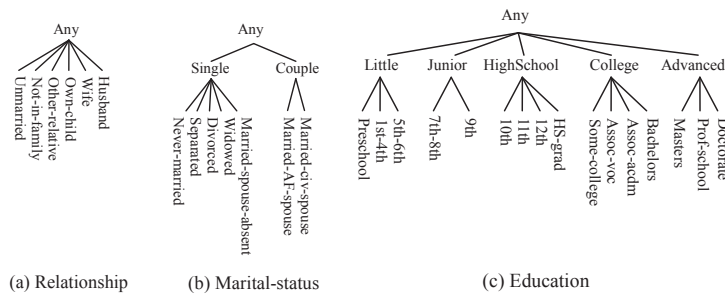 Any
Unmarried
Not-in-family
Other-relative
Own-child
Wife
Husband
(a) Relationship
Any
Single Couple
Never-married
Separated
Divorced
Widowed
Married-spouse-absent
Married-AF-spouse
Married-civ-spouse
(b) Marital-status
Any
Little Junior HighSchool College Advanced
Preschool
1st-4th
5th-6th
7th-8th
9th
10th
11th
12th
HS-grad
Some-college
Assoc-voc
Assoc-acdm
Bachelors
Masters
Prof-school
Doctorate
(c) Education